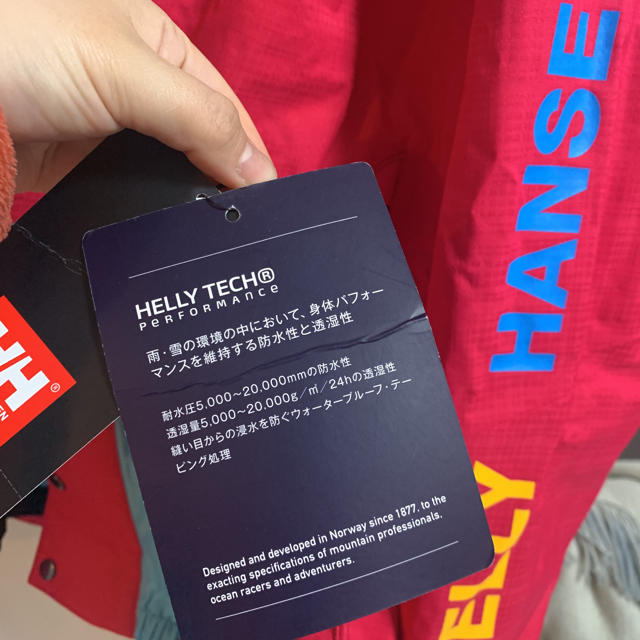 HELLY TECH®
PERFORMANCE
雨・雪の環境の中において、身体パフォー
マンスを維持する防水性と透湿性
耐水圧5,000～20,000mmの防水性
透湿量5,000～20,000g/㎡/24hの透湿性
縫い目からの浸水を防ぐウォータープルーフ・テー
ピング処理
Designed and developed in Norway since 1877, to the
exacting specifications of mountain professionals,
ocean racers and adventurers.
HH®
HANSE
ELLY